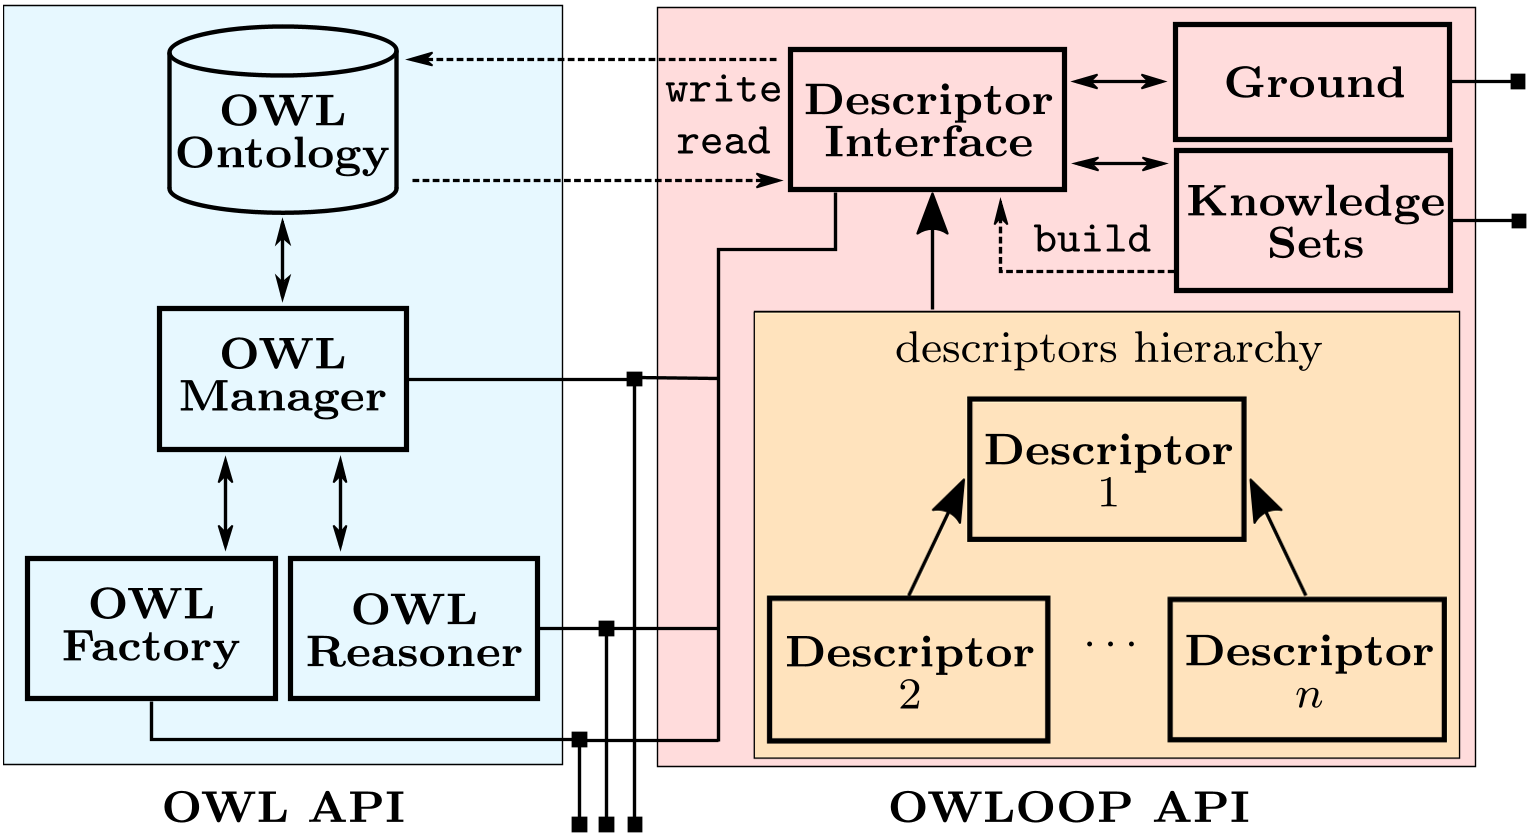 OWL
Ontology
write
read
Descriptor
Interface
Ground
Knowledge
Sets
build
OWL
Manager
descriptors hierarchy
Descriptor
1
OWL
Factory
OWL
Reasoner
Descriptor
2
...
Descriptor
n
OWL API
OWLOOP API